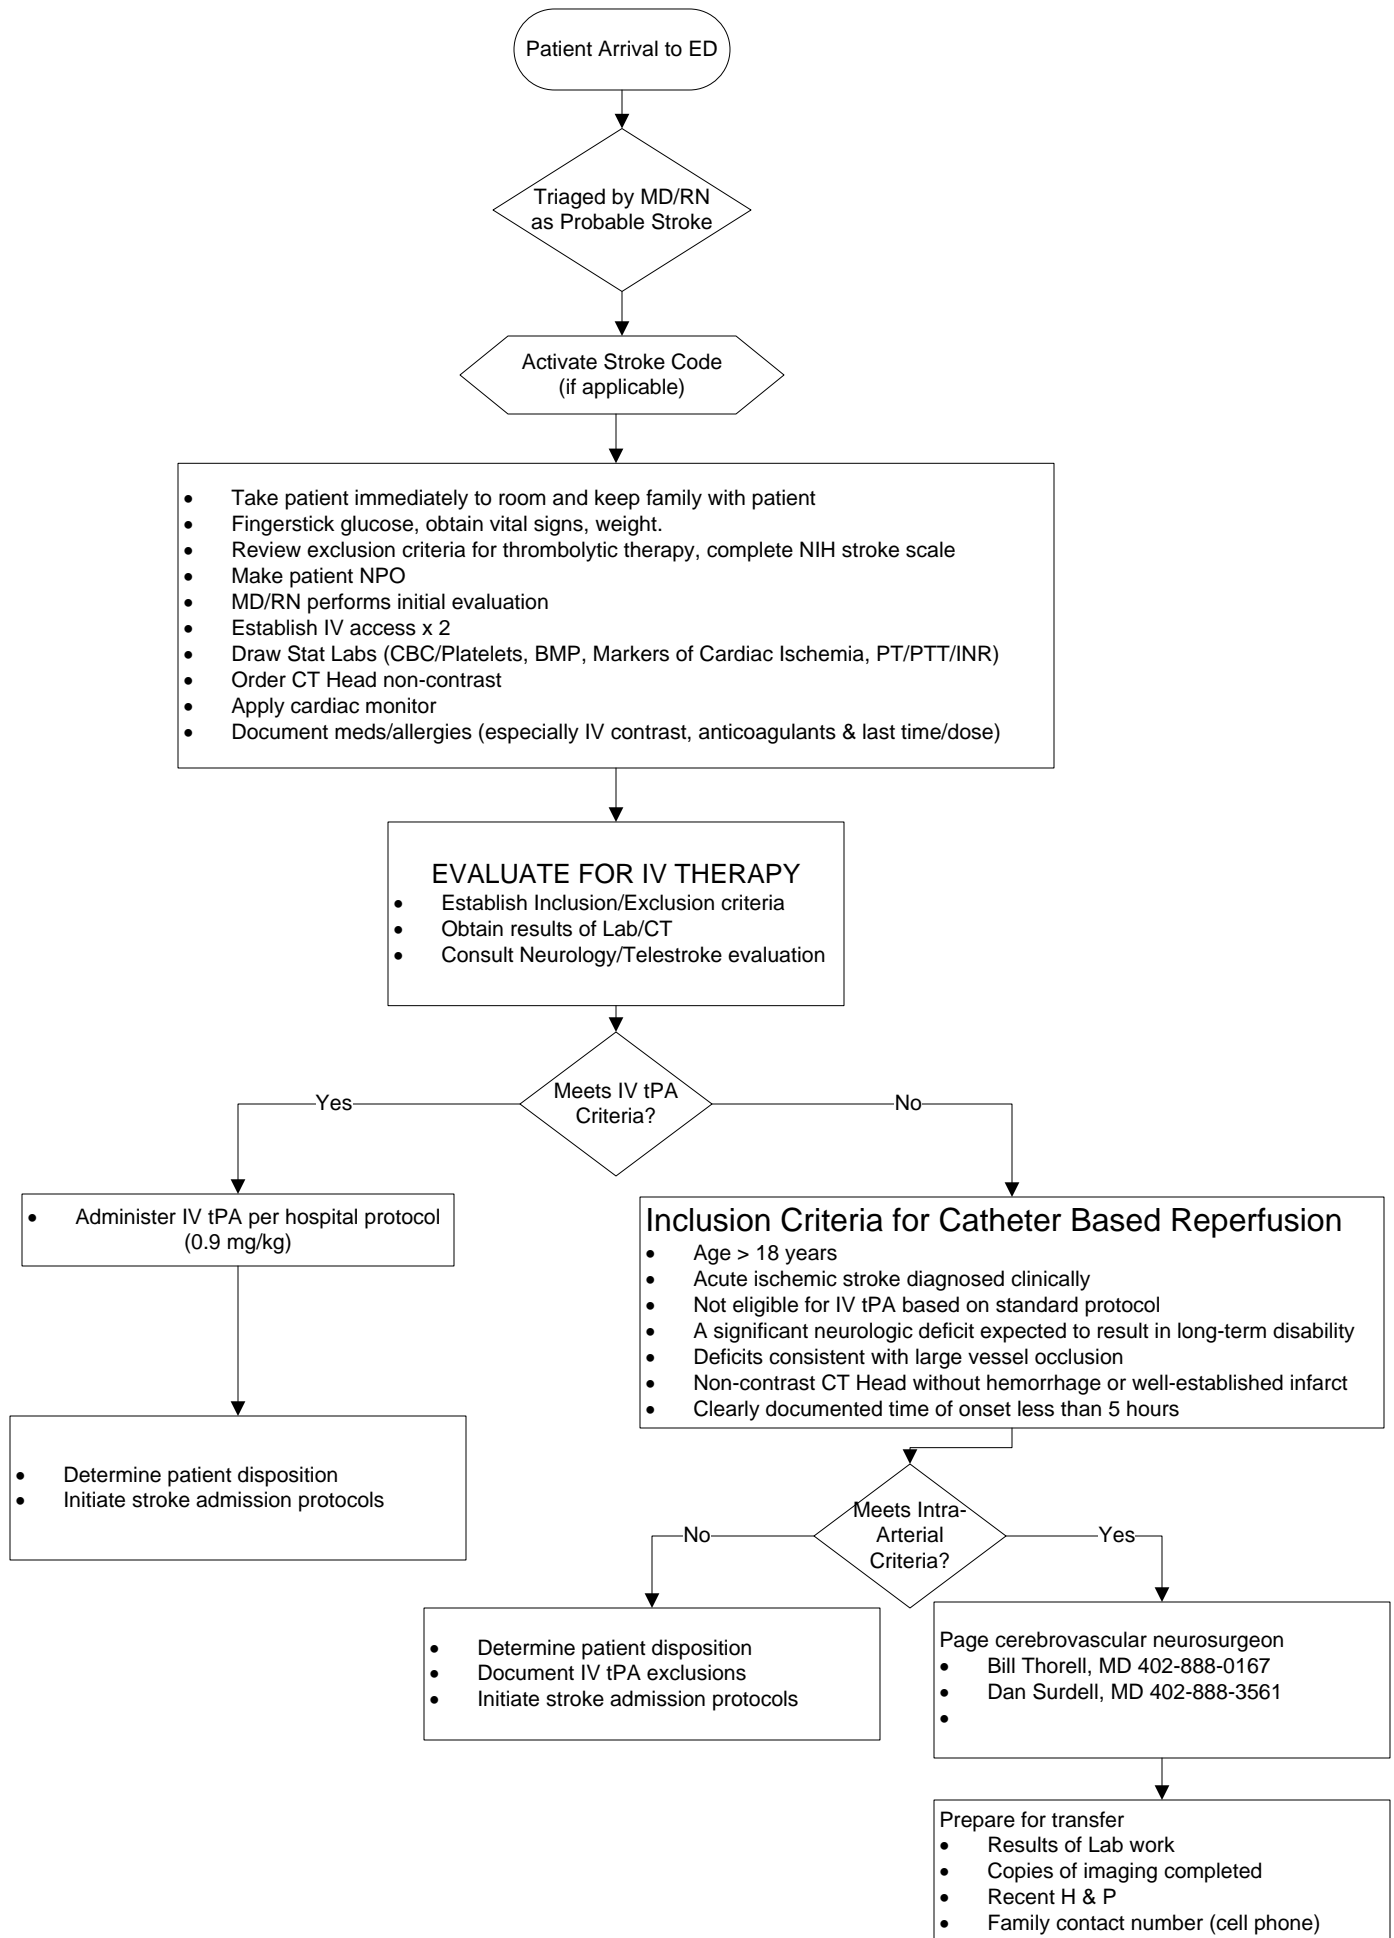 Patient Arrival to ED
Triaged by MD/RN
as Probable Stroke
Activate Stroke Code
(if applicable)
• Take patient immediately to room and keep family with patient
• Fingerstick glucose, obtain vital signs, weight.
• Review exclusion criteria for thrombolytic therapy, complete NIH stroke scale
• Make patient NPO
• MD/RN performs initial evaluation
• Establish IV access x 2
• Draw Stat Labs (CBC/Platelets, BMP, Markers of Cardiac Ischemia, PT/PTT/INR)
• Order CT Head non-contrast
• Apply cardiac monitor
• Document meds/allergies (especially IV contrast, anticoagulants & last time/dose)
EVALUATE FOR IV THERAPY
• Establish Inclusion/Exclusion criteria
• Obtain results of Lab/CT
• Consult Neurology/Telestroke evaluation
Meets IV tPA
Criteria?
Yes
No
• Administer IV tPA per hospital protocol
(0.9 mg/kg)
• Determine patient disposition
• Initiate stroke admission protocols
Inclusion Criteria for Catheter Based Reperfusion
• Age > 18 years
• Acute ischemic stroke diagnosed clinically
• Not eligible for IV tPA based on standard protocol
• A significant neurologic deficit expected to result in long-term disability
• Deficits consistent with large vessel occlusion
• Non-contrast CT Head without hemorrhage or well-established infarct
• Clearly documented time of onset less than 5 hours
Meets Intra-
Arterial
Criteria?
No
Yes
• Determine patient disposition
• Document IV tPA exclusions
• Initiate stroke admission protocols
Page cerebrovascular neurosurgeon
• Bill Thorell, MD 402-888-0167
• Dan Surdell, MD 402-888-3561
•
Prepare for transfer
• Results of Lab work
• Copies of imaging completed
• Recent H & P
• Family contact number (cell phone)